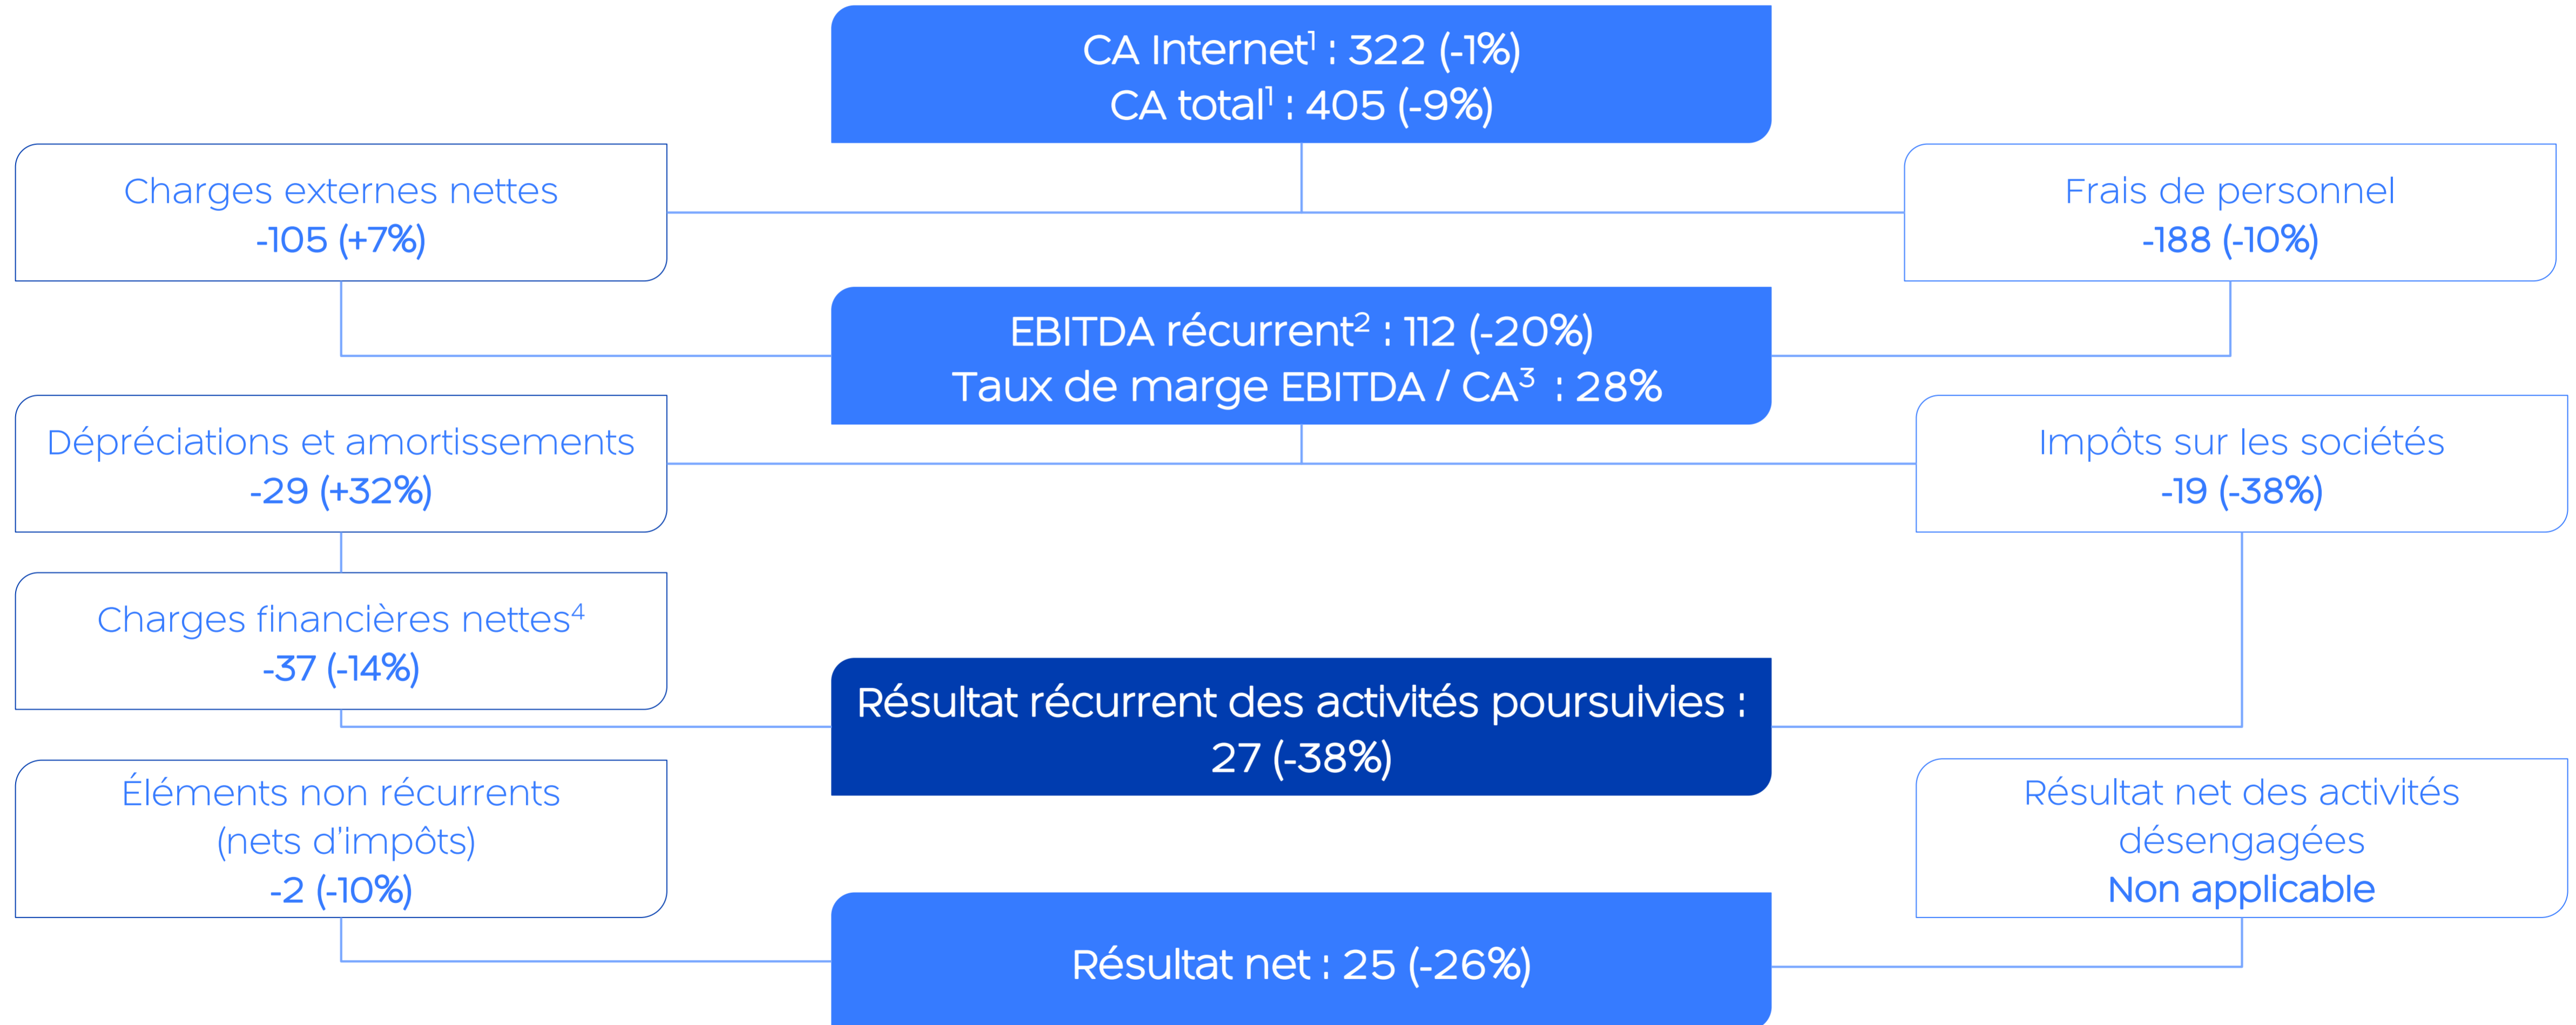 CA Internet¹ : 322 (-1%)
CA total¹ : 405 (-9%)
Charges externes nettes
-105 (+7%)
Frais de personnel
-188 (-10%)
EBITDA récurrent² : 112 (-20%)
Taux de marge EBITDA / CA³ : 28%
Dépréciations et amortissements
-29 (+32%)
Impôts sur les sociétés
-19 (-38%)
Charges financières nettes⁴
-37 (-14%)
Résultat récurrent des activités poursuivies :
27 (-38%)
Éléments non récurrents
(nets d'impôts)
-2 (-10%)
Résultat net des activités
désengagées
Non applicable
Résultat net : 25 (-26%)